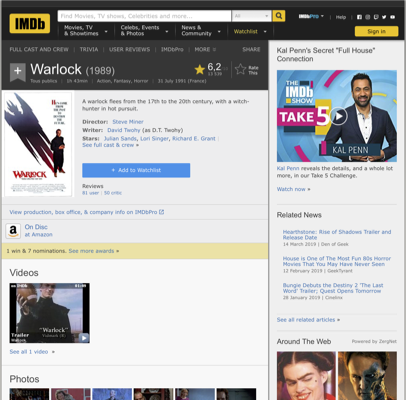 IMDb
Find Movies, TV shows, Celebrities and more...
All
IMDbPro
Help
Movies, TV
& Showtimes
Celebs, Events
& Photos
News &
Community
Watchlist
Sign in
FULL CAST AND CREW | TRIVIA | USER REVIEWS | IMDbPro | MORE
SHARE
Warlock (1989)
6,2
Rate
This
Tous publics | 1h 43min | Action, Fantasy, Horror | 31 July 1991 (France)
A warlock flees from the 17th to the 20th century, with a witch-
hunter in hot pursuit.
Director: Steve Miner
Writer: David Twohy (as D.T. Twohy)
Stars: Julian Sands, Lori Singer, Richard E. Grant |
See full cast & crew »
WARLOCK
+ Add to Watchlist
Reviews
81 user | 50 critic
View production, box office, & company info on IMDbPro
On Disc
at Amazon
1 win & 7 nominations. See more awards »
Videos
"Warlock"
Trailer
See all 1 video »
Photos
Kal Penn's Secret "Full House"
Connection
THE
IMDb
SHOW
TAKE 5
KAL PENN
Kal Penn reveals the details, and a whole lot
more, in our Take 5 Challenge.
Watch now »
Related News
Hearthstone: Rise of Shadows Trailer and
Release Date
14 March 2019 | Den of Geek
House is One of The Most Fun 80s Horror
Movies That You May Have Never Seen
12 February 2019 | GeekTyrant
Bungie Debuts the Destiny 2 'The Last
Word' Trailer; Quest Opens Tomorrow
28 January 2019 | Cinelinx
See all related articles »
Around The Web
Powered by ZergNet